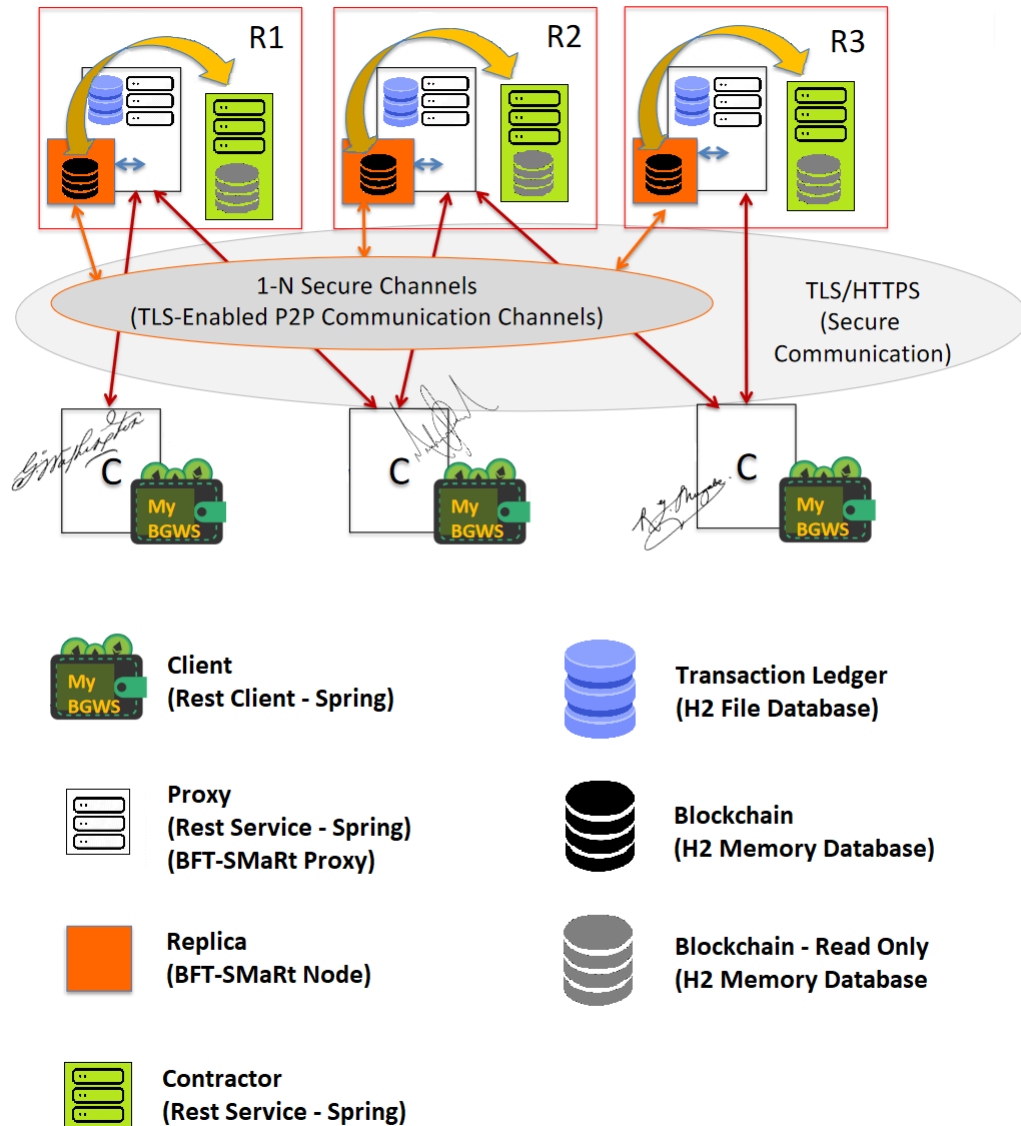 R1
R2
R3
1-N Secure Channels
(TLS-Enabled P2P Communication Channels)
TLS/HTTPS
(Secure
Communication)
G. Washington
C
My
BGWS
C
My
BGWS
C
My
BGWS
My
BGWS
Client
(Rest Client - Spring)
Transaction Ledger
(H2 File Database)
Proxy
(Rest Service - Spring)
(BFT-SMaRt Proxy)
Blockchain
(H2 Memory Database)
Replica
(BFT-SMaRt Node)
Blockchain - Read Only
(H2 Memory Database
Contractor
(Rest Service - Spring)